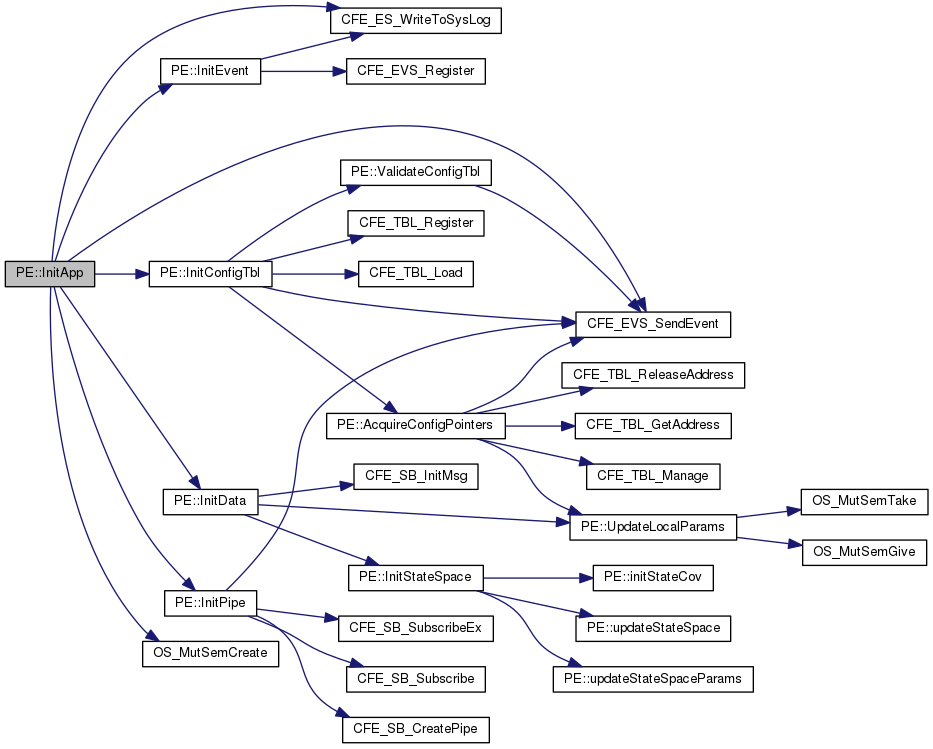 CFE_ES_WriteToSysLog
PE::InitEvent
CFE_EVS_Register
PE::ValidateConfigTbl
CFE_TBL_Register
PE::InitApp
PE::InitConfigTbl
CFE_TBL_Load
CFE_EVS_SendEvent
CFE_TBL_ReleaseAddress
PE::AcquireConfigPointers
CFE_TBL_GetAddress
CFE_SB_InitMsg
CFE_TBL_Manage
PE::InitData
OS_MutSemTake
PE::UpdateLocalParams
OS_MutSemGive
PE::InitStateSpace
PE::initStateCov
PE::InitPipe
CFE_SB_SubscribeEx
PE::updateStateSpace
OS_MutSemCreate
CFE_SB_Subscribe
PE::updateStateSpaceParams
CFE_SB_CreatePipe